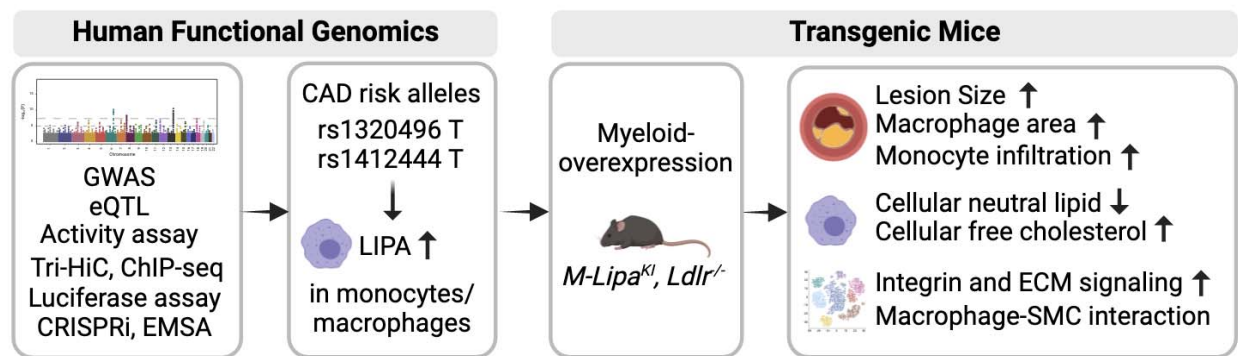 Human Functional Genomics
GWAS
eQTL
Activity assay
Tri-HiC, ChIP-seq
Luciferase assay
CRISPRi, EMSA
CAD risk alleles
rs1320496 T
rs1412444 T
LIPA ↑
in monocytes/
macrophages
Transgenic Mice
Myeloid-
overexpression
M-Lipaᴷᴵ, Ldlr⁻/⁻
Lesion Size ↑
Macrophage area ↑
Monocyte infiltration ↑
Cellular neutral lipid ↓
Cellular free cholesterol ↑
Integrin and ECM signaling ↑
Macrophage-SMC interaction